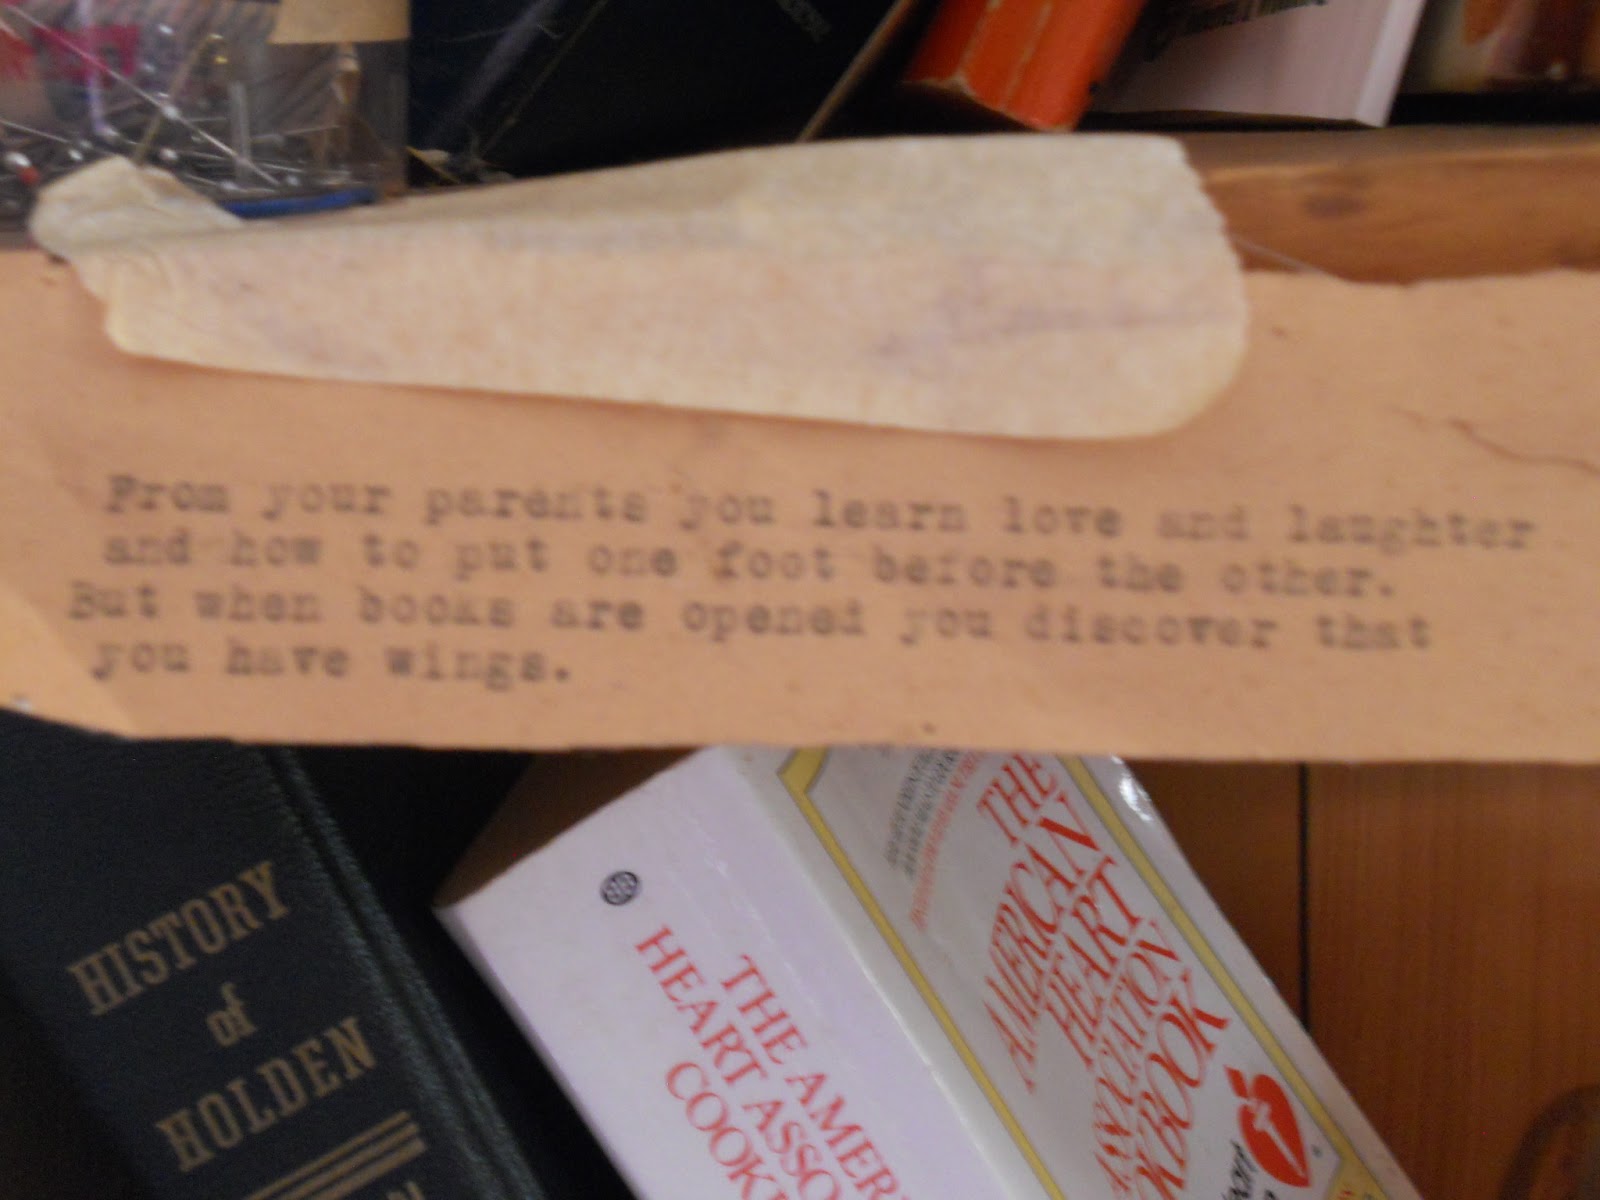 From your parents you learn love and laughter
and how to put one foot before the other.
But when books are opened you discover that
you have wings.
HISTORY
of
HOLDEN
THE AMERI
HEART ASSO
COOK
THE
AMERICAN
HEART
ASSOCIATION
COOKBOOK